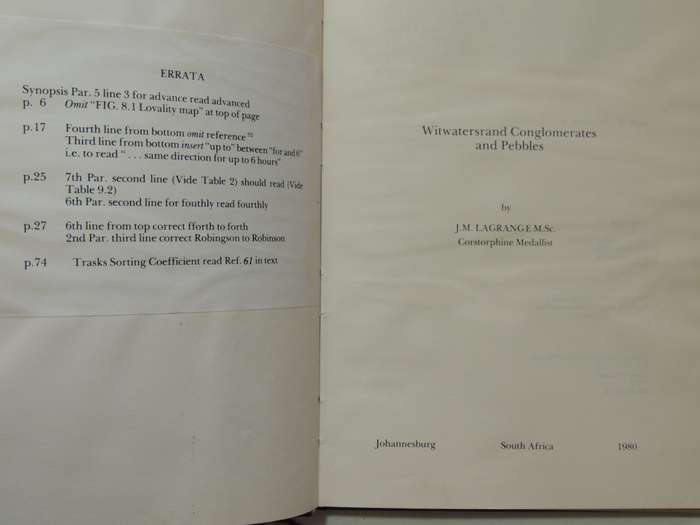 ERRATA
Synopsis Par. 5 line 3 for advance read advanced
p. 6 Omit "FIG. 8.1 Lovality map" at top of page
p.17 Fourth line from bottom omit reference
Third line from bottom insert "up to" between "for and 6"
i.e. to read "... same direction for up to 6 hours"
p.25 7th Par. second line (Vide Table 2) should read (Vide
Table 9.2)
6th Par. second line for fouthly read fourthly
p.27 6th line from top correct fforth to forth
2nd Par. third line correct Robingson to Robinson
p.74 Trasks Sorting Coefficient read Ref. 61 in text
Witwatersrand Conglomerates
and Pebbles
by
J.M. LAGRANGE M.Sc.
Corstorphine Medallist
Johannesburg South Africa 1980